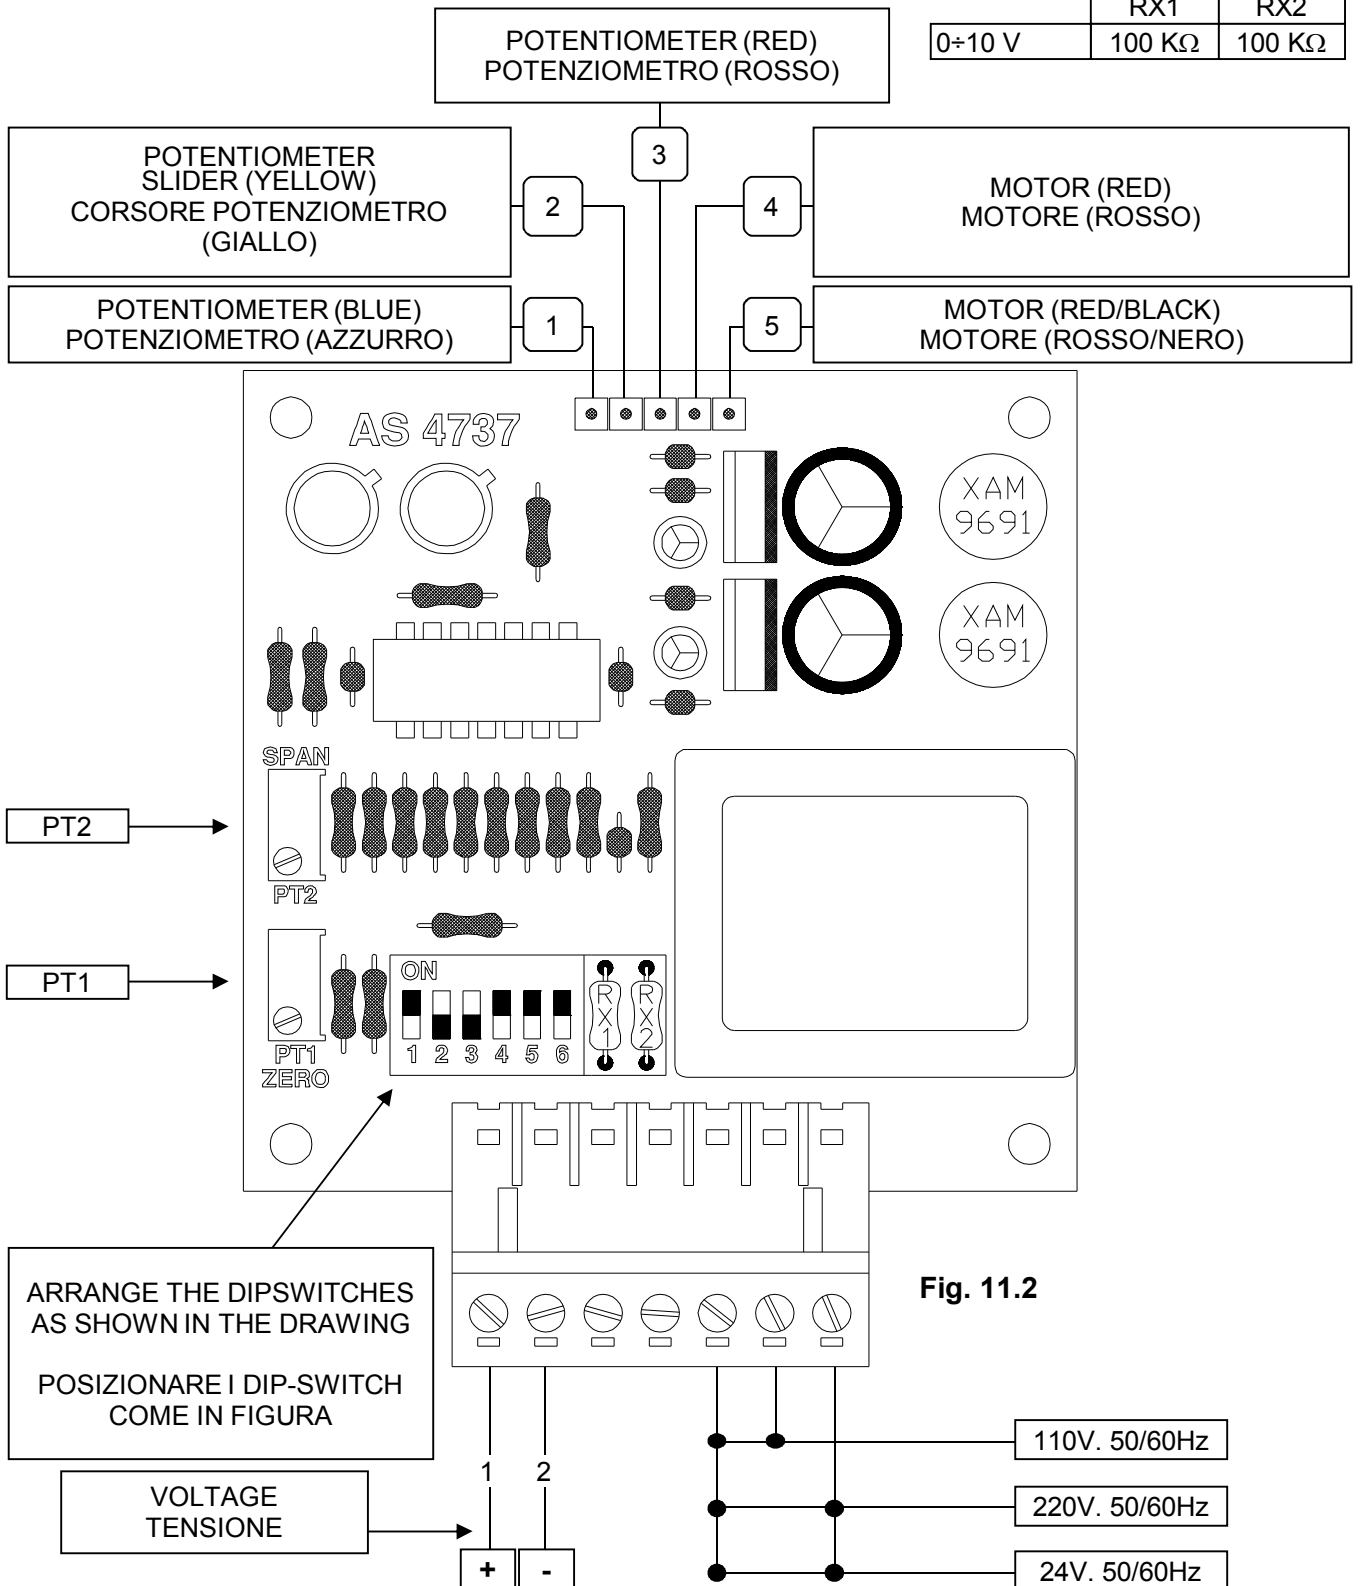 RX1 RX2
0÷10 V 100 KΩ 100 KΩ
POTENTIOMETER (RED)
POTENZIOMETRO (ROSSO)
3
POTENTIOMETER
SLIDER (YELLOW)
CORSORE POTENZIOMETRO
(GIALLO)
2
4
MOTOR (RED)
MOTORE (ROSSO)
POTENTIOMETER (BLUE)
POTENZIOMETRO (AZZURRO)
1
5
MOTOR (RED/BLACK)
MOTORE (ROSSO/NERO)
AS 4737
XAM
9691
XAM
9691
SPAN
PT2
PT2
PT1
ON
1 2 3 4 5 6
RX1
RX2
PT1
ZERO
ARRANGE THE DIPSWITCHES
AS SHOWN IN THE DRAWING
POSIZIONARE I DIP-SWITCH
COME IN FIGURA
Fig. 11.2
1 2
VOLTAGE
TENSIONE
+ -
110V. 50/60Hz
220V. 50/60Hz
24V. 50/60Hz